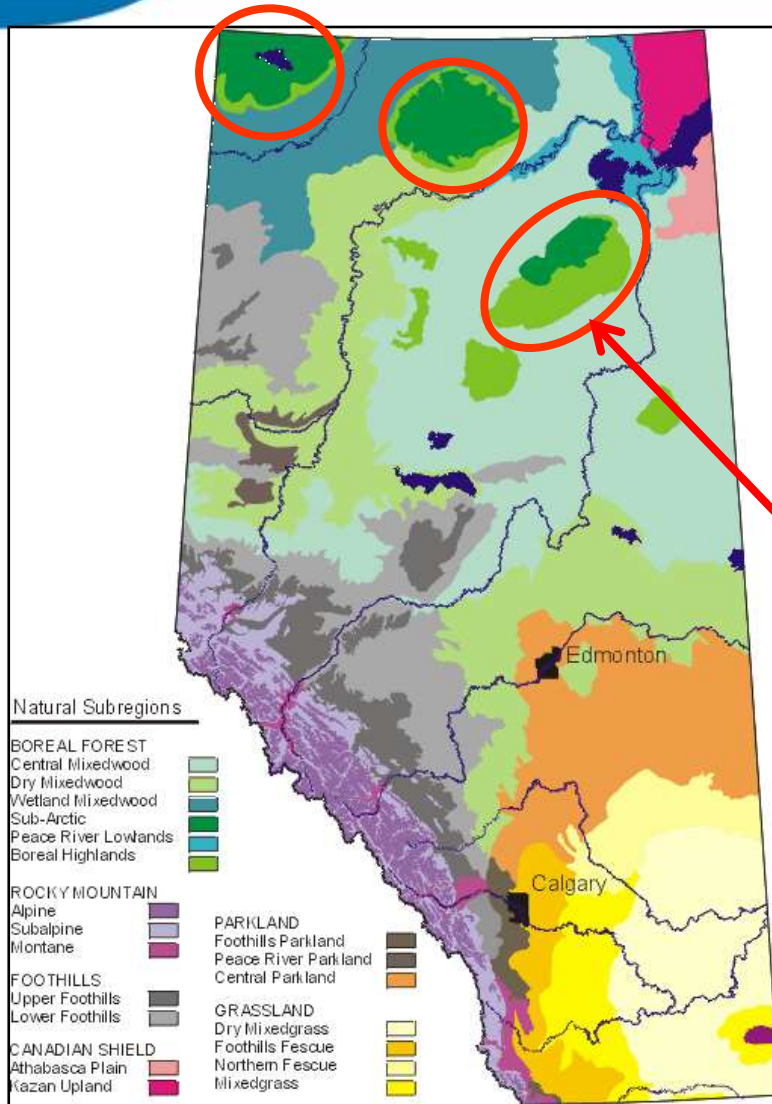 Edmonton
Calgary
Natural Subregions
BOREAL FOREST
Central Mixedwood
Dry Mixedwood
Wetland Mixedwood
Sub-Arctic
Peace River Lowlands
Boreal Highlands
ROCKY MOUNTAIN
Alpine
Subalpine
Montane
FOOTHILLS
Upper Foothills
Lower Foothills
CANADIAN SHIELD
Athabasca Plain
Kazan Upland
PARKLAND
Foothills Parkland
Peace River Parkland
Central Parkland
GRASSLAND
Dry Mixedgrass
Foothills Fescue
Northern Fescue
Mixedgrass